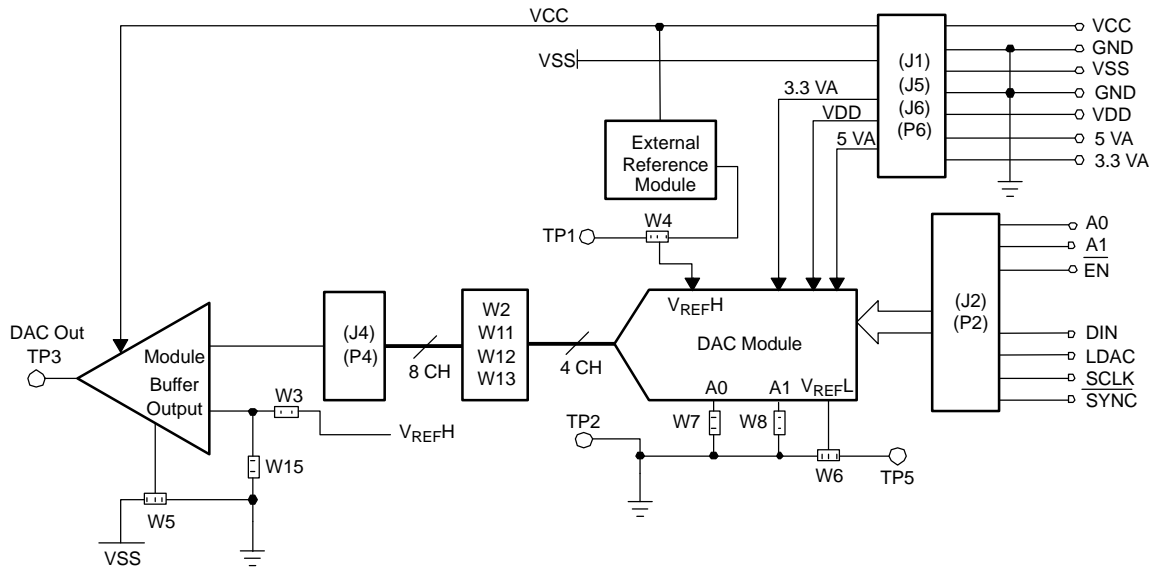 VCC
VCC
GND
VSS
VSS
GND
VDD
5 VA
3.3 VA
(J1)
(J5)
(J6)
(P6)
3.3 VA
VDD
5 VA
External
Reference
Module
TP1
W4
A0
A1
EN
(J2)
(P2)
DIN
LDAC
SCLK
SYNC
VREFH
DAC Module
A0
A1
VREFL
4 CH
W2
W11
W12
W13
8 CH
(J4)
(P4)
DAC Out
TP3
Module
Buffer
Output
W3
VREFH
W15
W5
VSS
TP2
W7
W8
W6
TP5